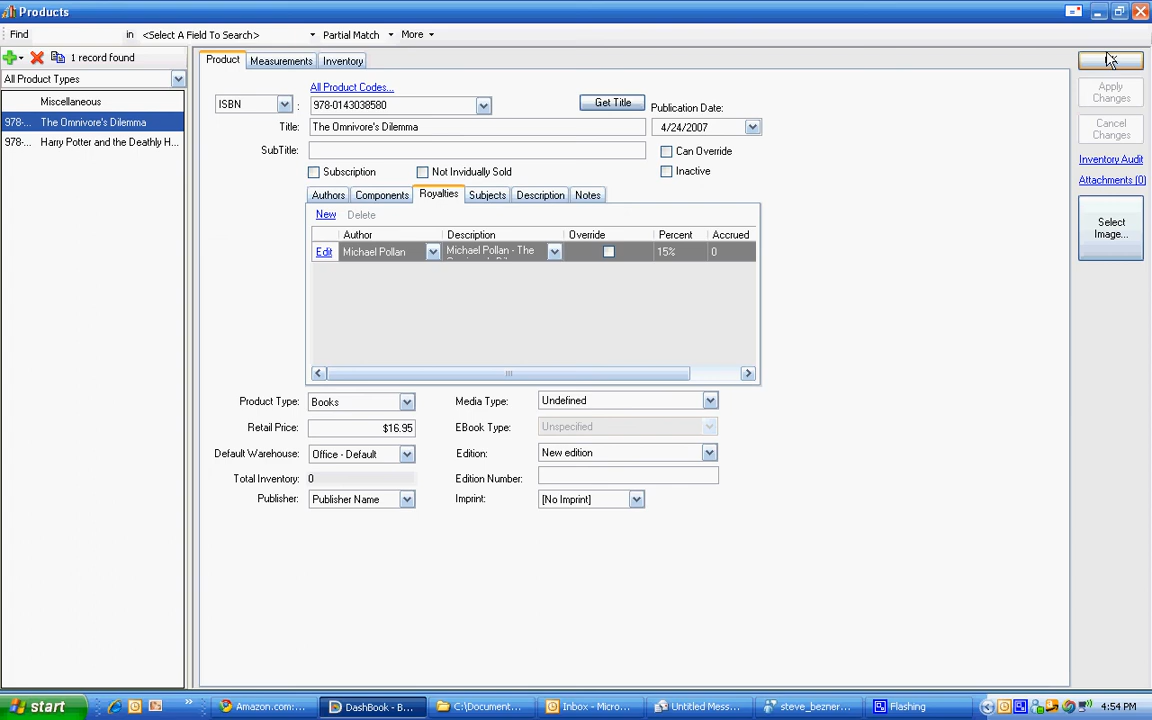 Products
Find in <Select A Field To Search> Partial Match More
1 record found
All Product Types
Miscellaneous
978-... The Omnivore's Dilemma
978-... Harry Potter and the Deathly H...
Product Measurements Inventory
All Product Codes...
ISBN : 978-0143038580 Get Title Publication Date:
Title: The Omnivore's Dilemma 4/24/2007
SubTitle: Can Override
Subscription Not Invidually Sold Inactive
Authors Components Royalties Subjects Description Notes
New Delete
Author Description Override Percent Accrued
Edit Michael Pollan Michael Pollan - The 15% 0
Product Type: Books Media Type: Undefined
Retail Price: $16.95 EBook Type: Unspecified
Default Warehouse: Office - Default Edition: New edition
Total Inventory: 0 Edition Number:
Publisher: Publisher Name Imprint: [No Imprint]
Apply
Changes
Cancel
Changes
Inventory Audit
Attachments (0)
Select
Image...
start Amazon.com:... DashBook - B... C:\Document... Inbox - Micro... Untitled Mess... steve_bezner... Flashing 4:54 PM